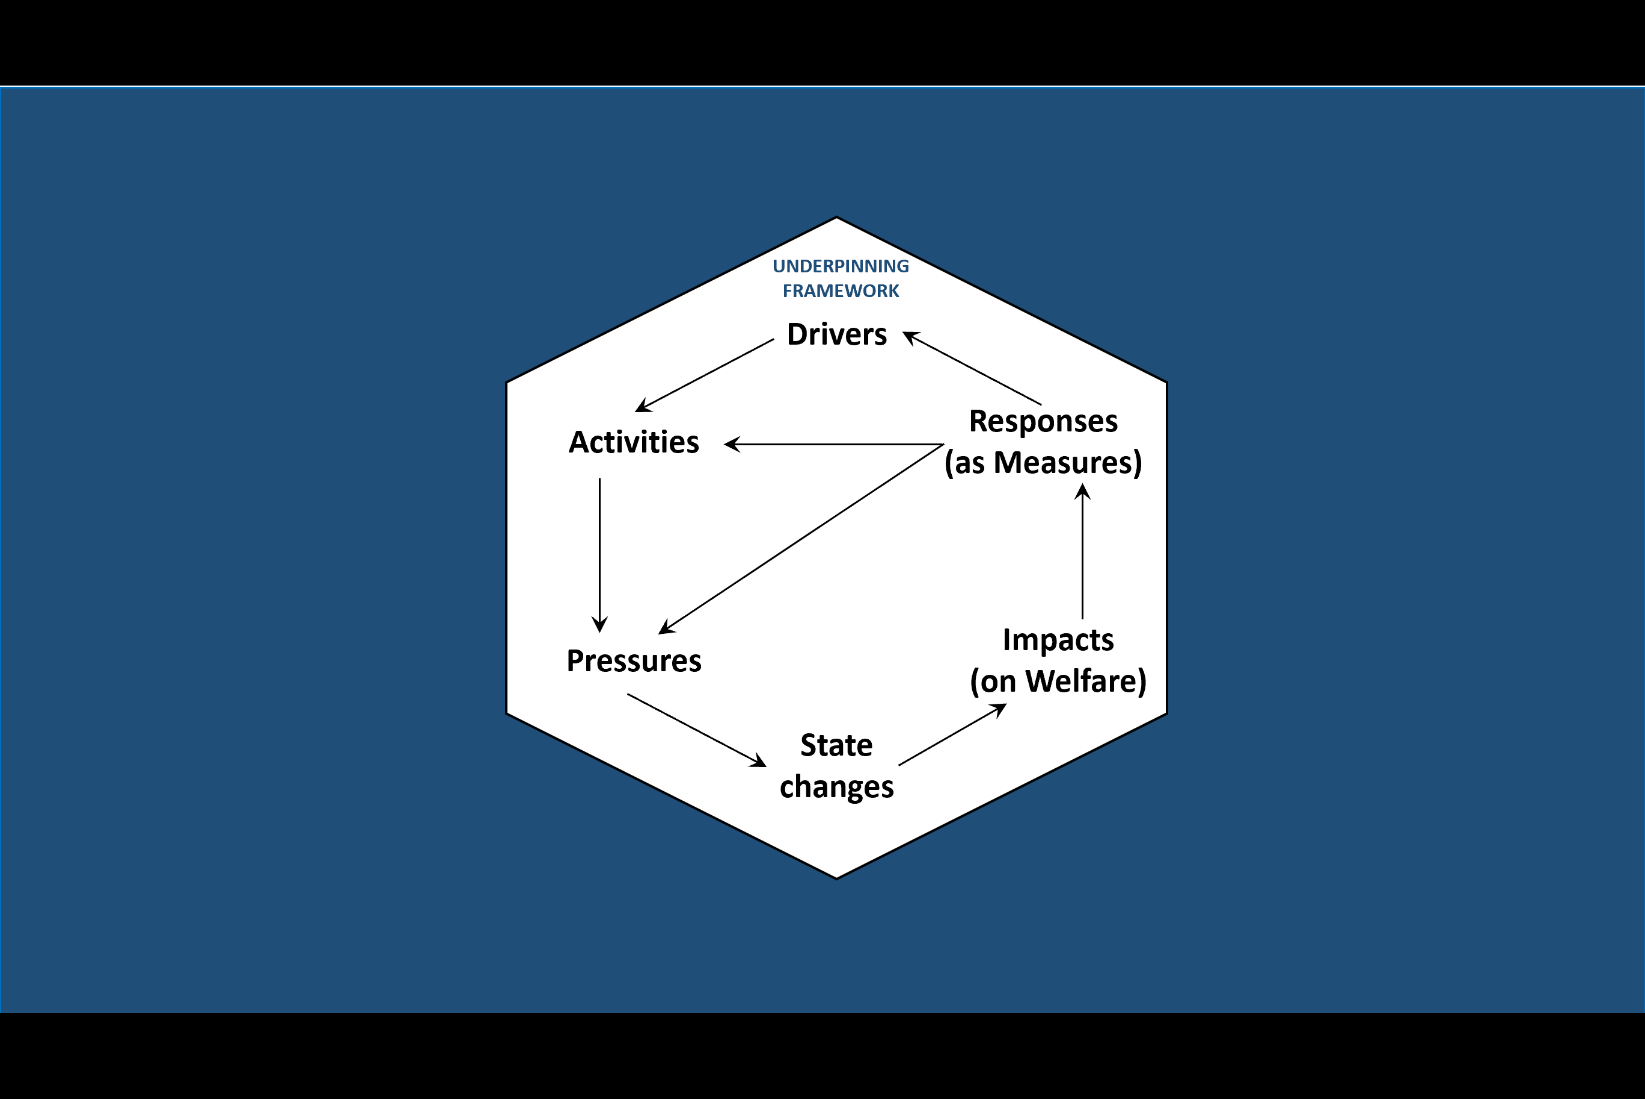 UNDERPINNING
FRAMEWORK
Drivers
Responses
(as Measures)
Activities
Impacts
(on Welfare)
Pressures
State
changes